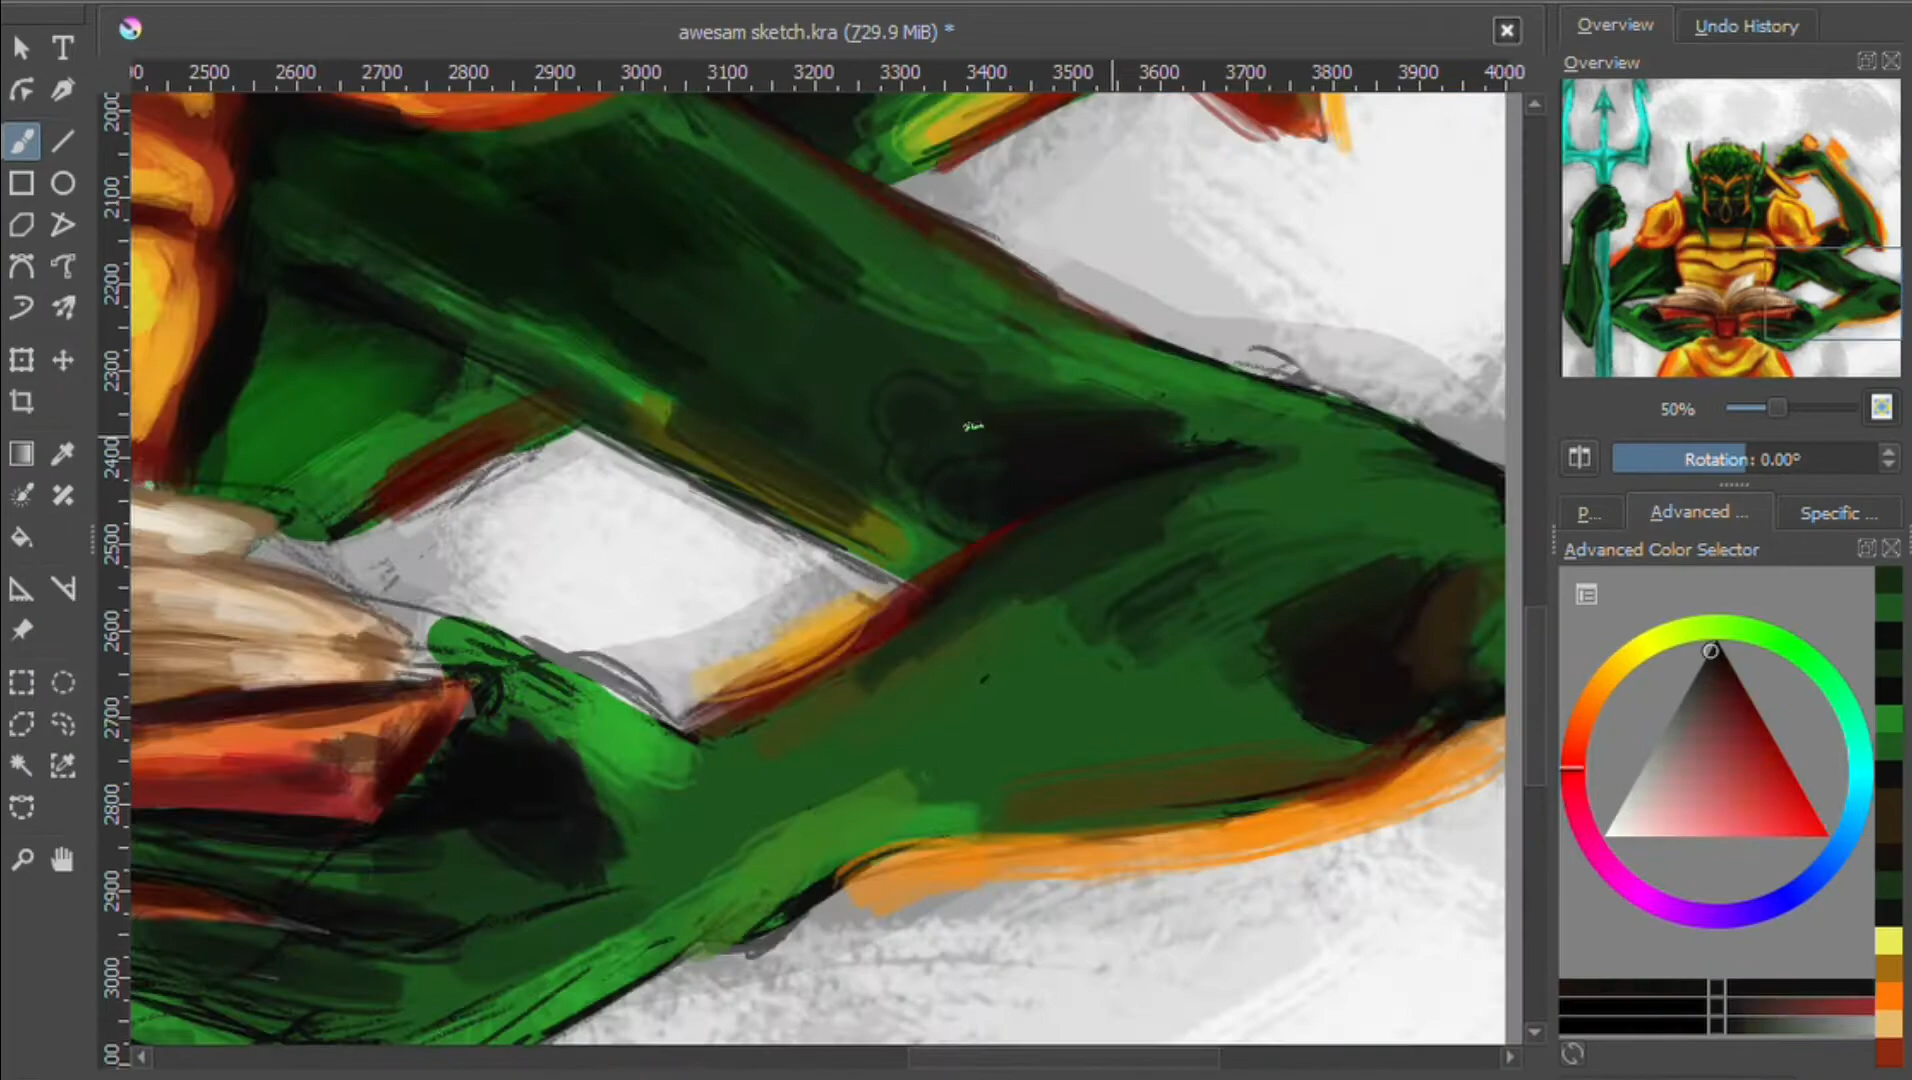 awesam sketch.kra (729.9 MiB) *
00 2500 2600 2700 2800 2900 3000 3100 3200 3300 3400 3500 3600 3700 3800 3900 4000
2000
2100
2200
2300
2400
2500
2600
2700
2800
2900
3000
00
Overview
Undo History
Overview
50%
Rotation: 0.00°
P...
Advanced ...
Specific ...
Advanced Color Selector